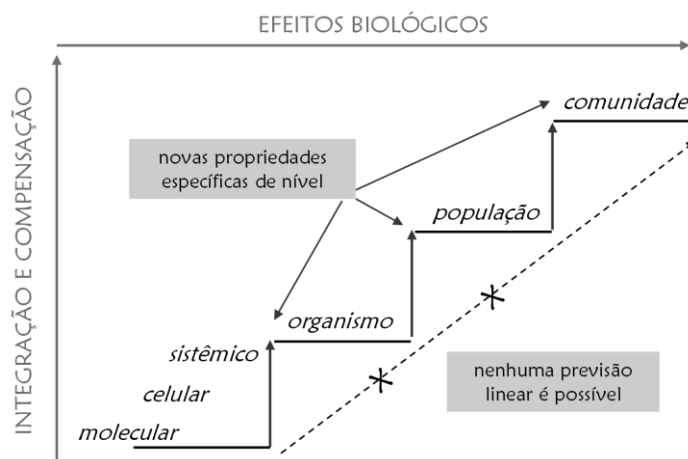 EFEITOS BIOLÓGICOS
INTEGRAÇÃO E COMPENSAÇÃO
comunidade
novas propriedades
específicas de nível
população
organismo
sistêmico
nenhuma previsão
linear é possível
celular
molecular